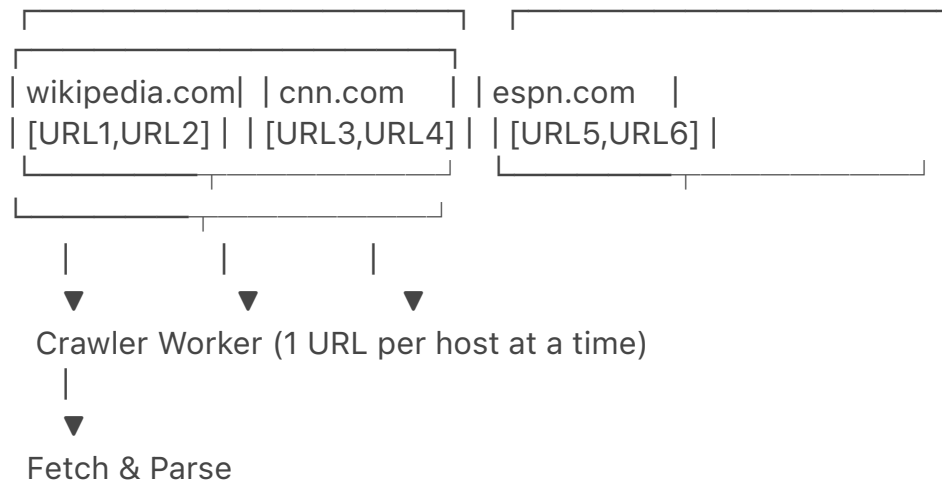 wikipedia.com cnn.com espn.com
[URL1,URL2] [URL3,URL4] [URL5,URL6]
Crawler Worker (1 URL per host at a time)
Fetch & Parse